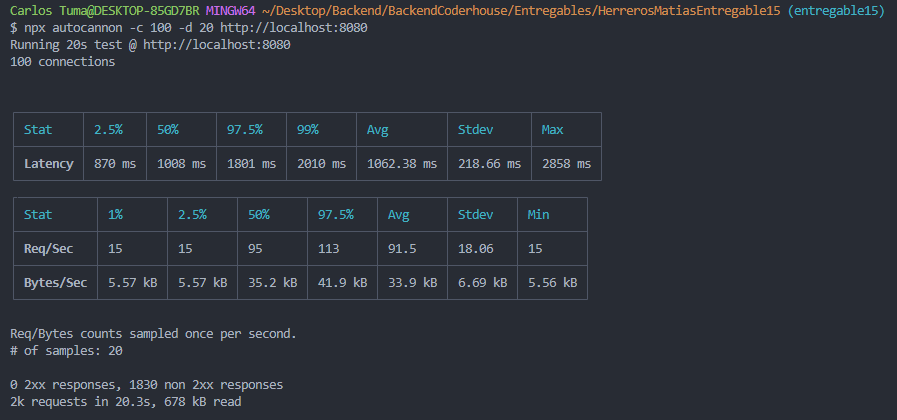 Carlos Tuma@DESKTOP-85GD7BR MINGW64 ~/Desktop/Backend/BackendCoderhouse/Entregables/HerrerosMatiasEntregable15 (entregable15)
$ npx autocannon -c 100 -d 20 http://localhost:8080
Running 20s test @ http://localhost:8080
100 connections
Stat 2.5% 50% 97.5% 99% Avg Stdev Max
Latency 870 ms 1008 ms 1801 ms 2010 ms 1062.38 ms 218.66 ms 2858 ms
Stat 1% 2.5% 50% 97.5% Avg Stdev Min
Req/Sec 15 15 95 113 91.5 18.06 15
Bytes/Sec 5.57 kB 5.57 kB 35.2 kB 41.9 kB 33.9 kB 6.69 kB 5.56 kB
Req/Bytes counts sampled once per second.
# of samples: 20
0 2xx responses, 1830 non 2xx responses
2k requests in 20.3s, 678 kB read